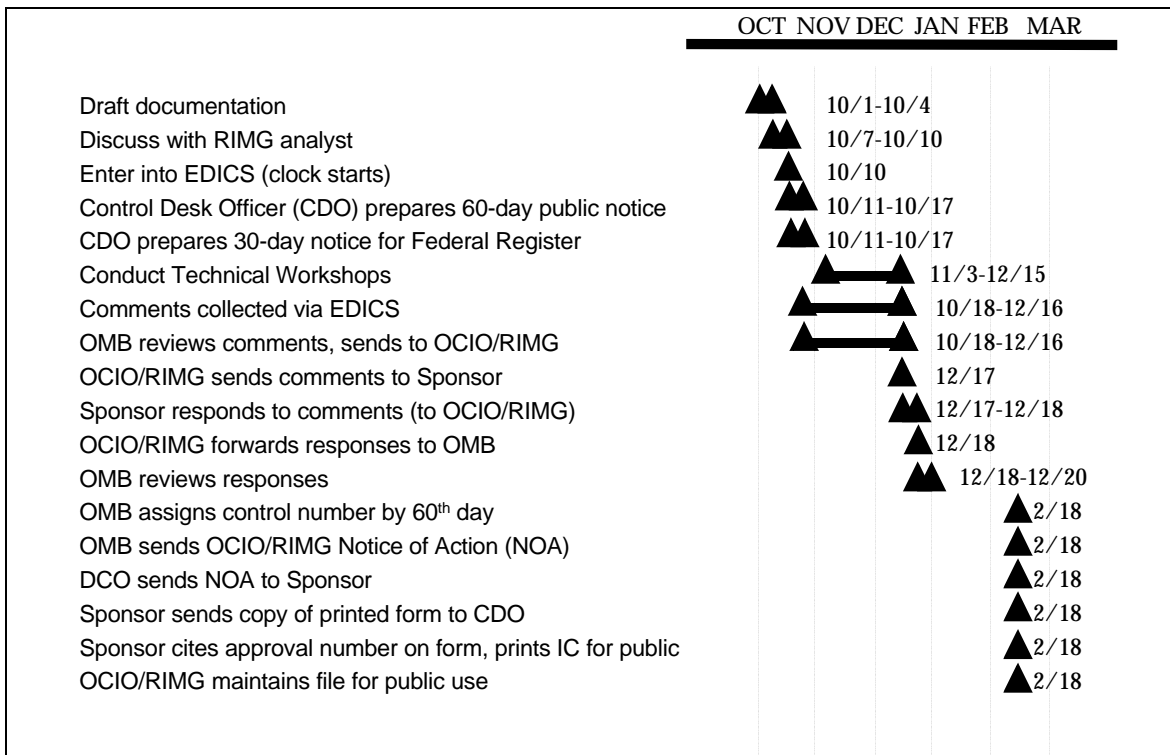 OCT NOV DEC JAN FEB MAR
Draft documentation 10/1-10/4
Discuss with RIMG analyst 10/7-10/10
Enter into EDICS (clock starts) 10/10
Control Desk Officer (CDO) prepares 60-day public notice 10/11-10/17
CDO prepares 30-day notice for Federal Register 10/11-10/17
Conduct Technical Workshops 11/3-12/15
Comments collected via EDICS 10/18-12/16
OMB reviews comments, sends to OCIO/RIMG 10/18-12/16
OCIO/RIMG sends comments to Sponsor 12/17
Sponsor responds to comments (to OCIO/RIMG) 12/17-12/18
OCIO/RIMG forwards responses to OMB 12/18
OMB reviews responses 12/18-12/20
OMB assigns control number by 60th day 2/18
OMB sends OCIO/RIMG Notice of Action (NOA) 2/18
DCO sends NOA to Sponsor 2/18
Sponsor sends copy of printed form to CDO 2/18
Sponsor cites approval number on form, prints IC for public 2/18
OCIO/RIMG maintains file for public use 2/18